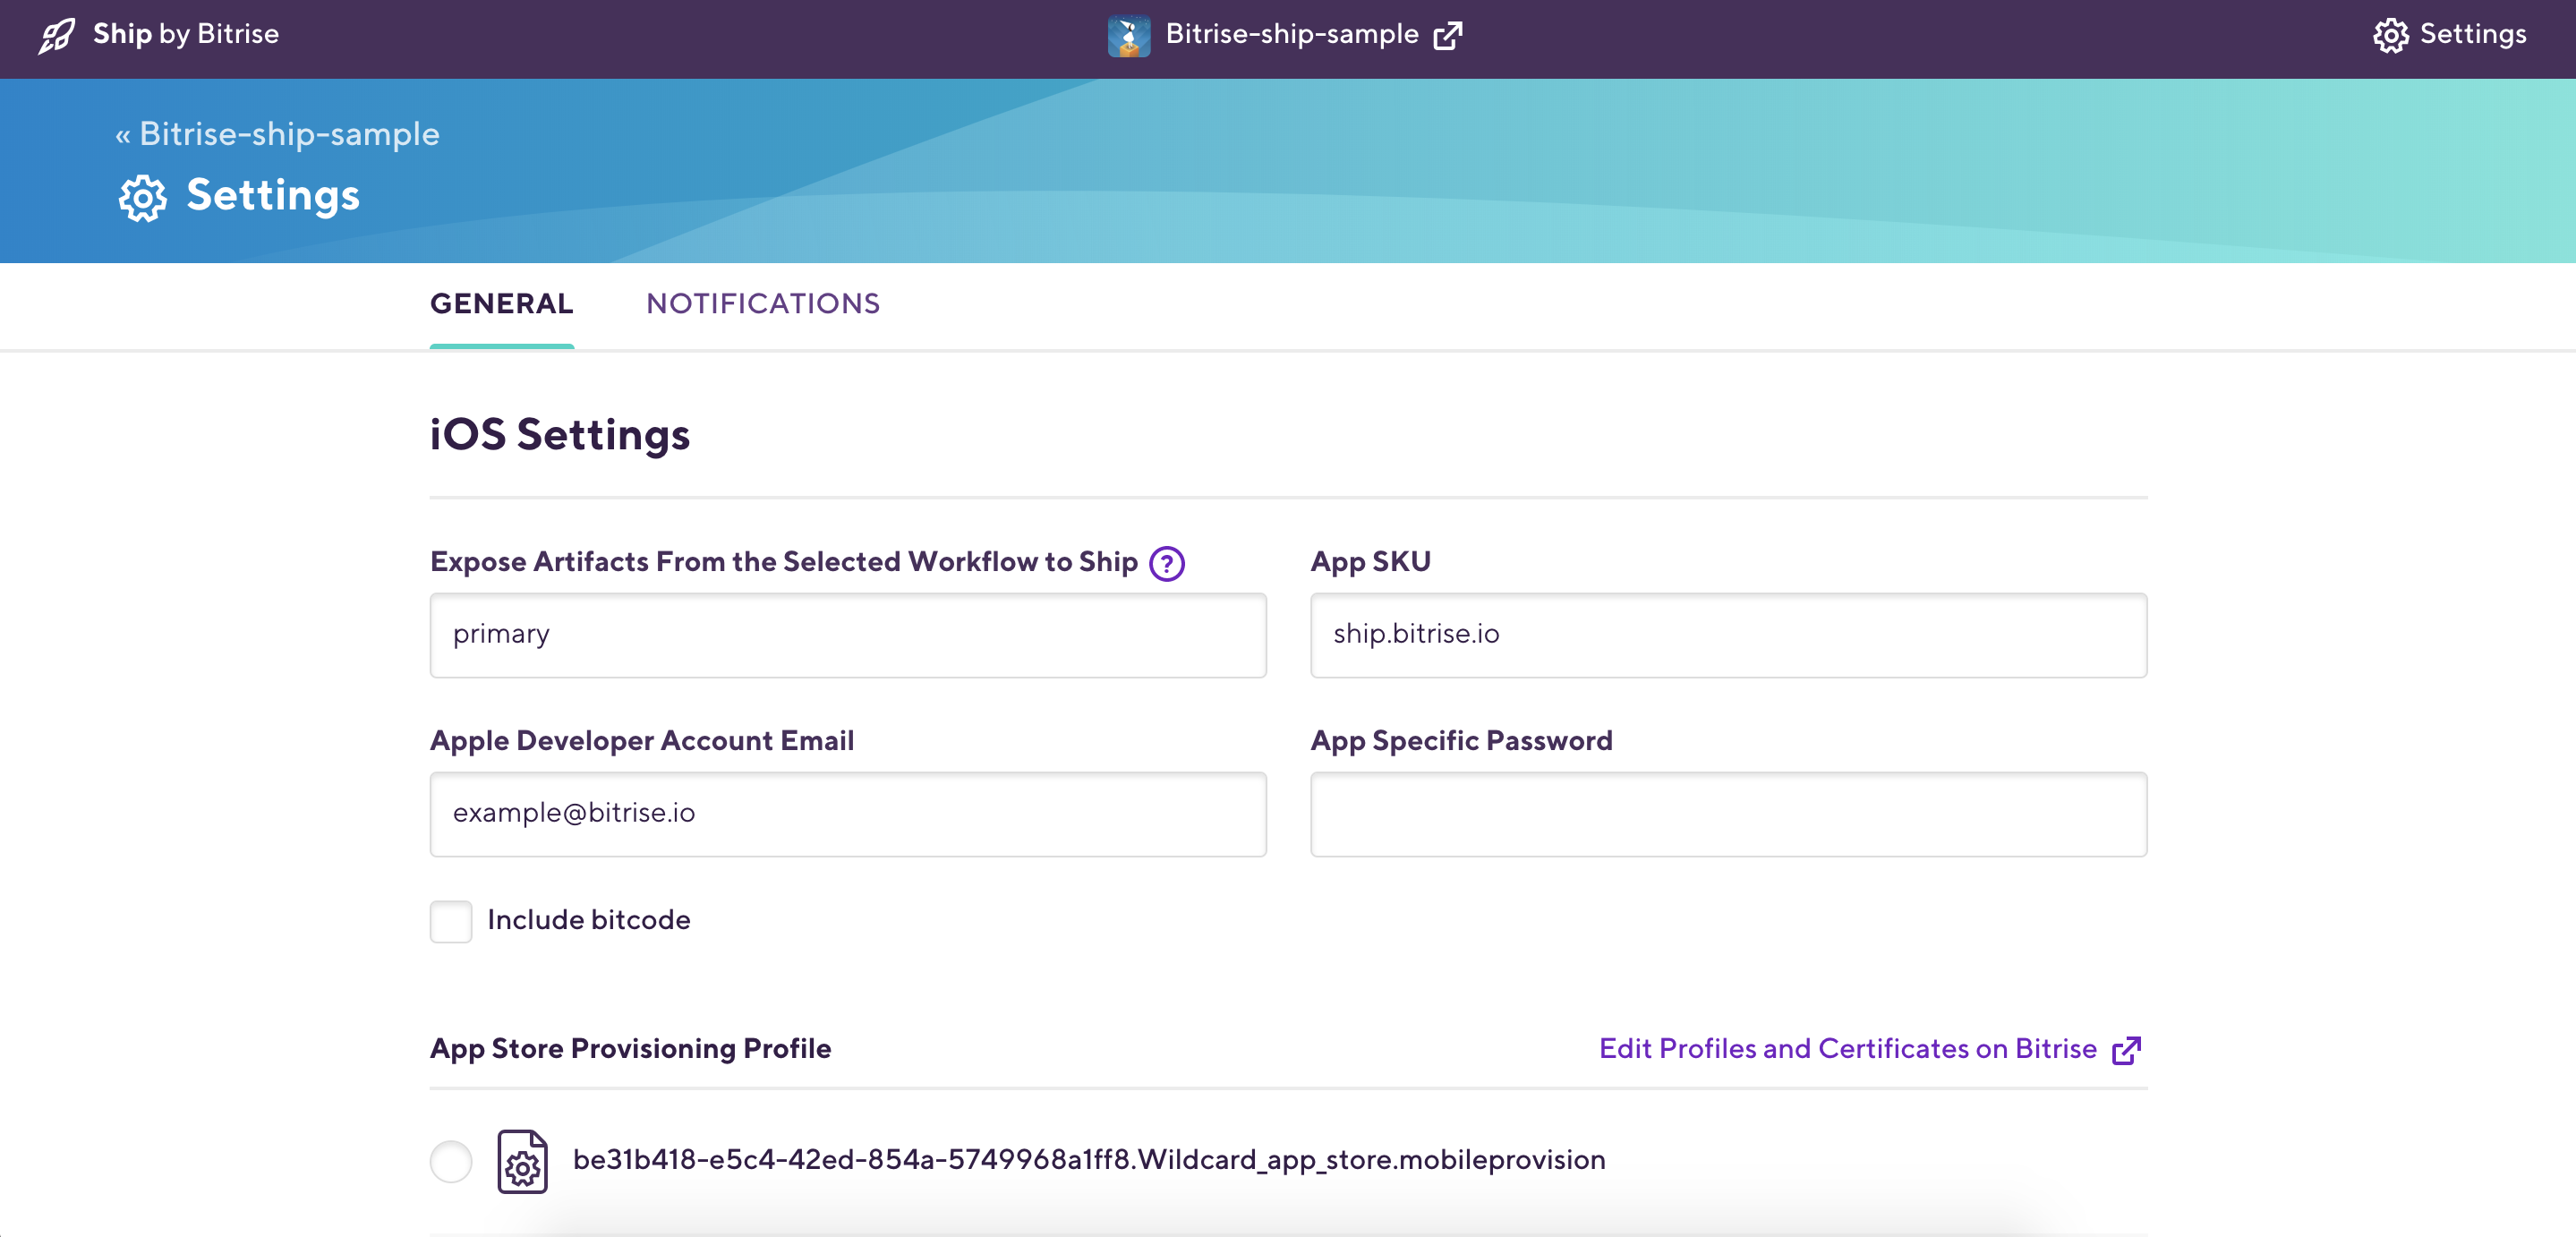 Ship by Bitrise
Bitrise-ship-sample
Settings
« Bitrise-ship-sample
Settings
GENERAL
NOTIFICATIONS
iOS Settings
Expose Artifacts From the Selected Workflow to Ship ?
App SKU
primary
ship.bitrise.io
Apple Developer Account Email
App Specific Password
example@bitrise.io
Include bitcode
App Store Provisioning Profile
Edit Profiles and Certificates on Bitrise
be31b418-e5c4-42ed-854a-5749968a1ff8.Wildcard_app_store.mobileprovision